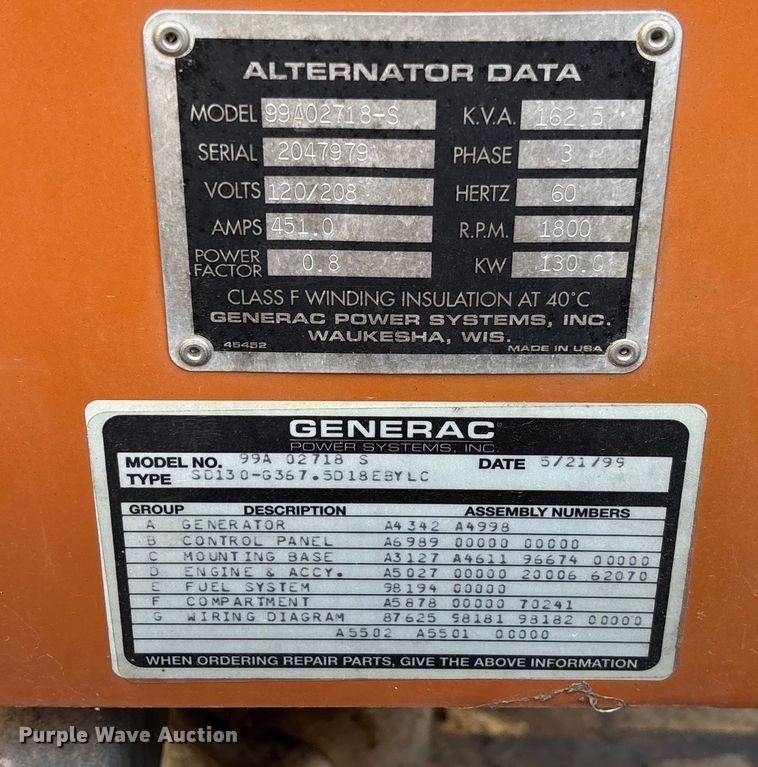 ALTERNATOR DATA
MODEL 99A02718-S K.V.A. 162.5
SERIAL 2047979 PHASE 3
VOLTS 120/208 HERTZ 60
AMPS 451.0 R.P.M. 1800
POWER FACTOR 0.8 KW 130.0
CLASS F WINDING INSULATION AT 40°C
GENERAC POWER SYSTEMS, INC.
WAUKESHA, WIS.
45452 MADE IN USA
GENERAC
POWER SYSTEMS, INC.
MODEL NO. 99A 02718 S DATE 5/21/99
TYPE SD130-G367.5D18EBYLC
GROUP DESCRIPTION ASSEMBLY NUMBERS
A GENERATOR A4342 A4998
B CONTROL PANEL A6989 00000 00000
C MOUNTING BASE A3127 A4611 96674 00000
D ENGINE & ACCY. A5027 00000 20006 62070
E FUEL SYSTEM 98194 00000
F COMPARTMENT A5878 00000 70241
G WIRING DIAGRAM 87625 98181 98182 00000
A5502 A5501 00000
WHEN ORDERING REPAIR PARTS, GIVE THE ABOVE INFORMATION
Purple Wave Auction